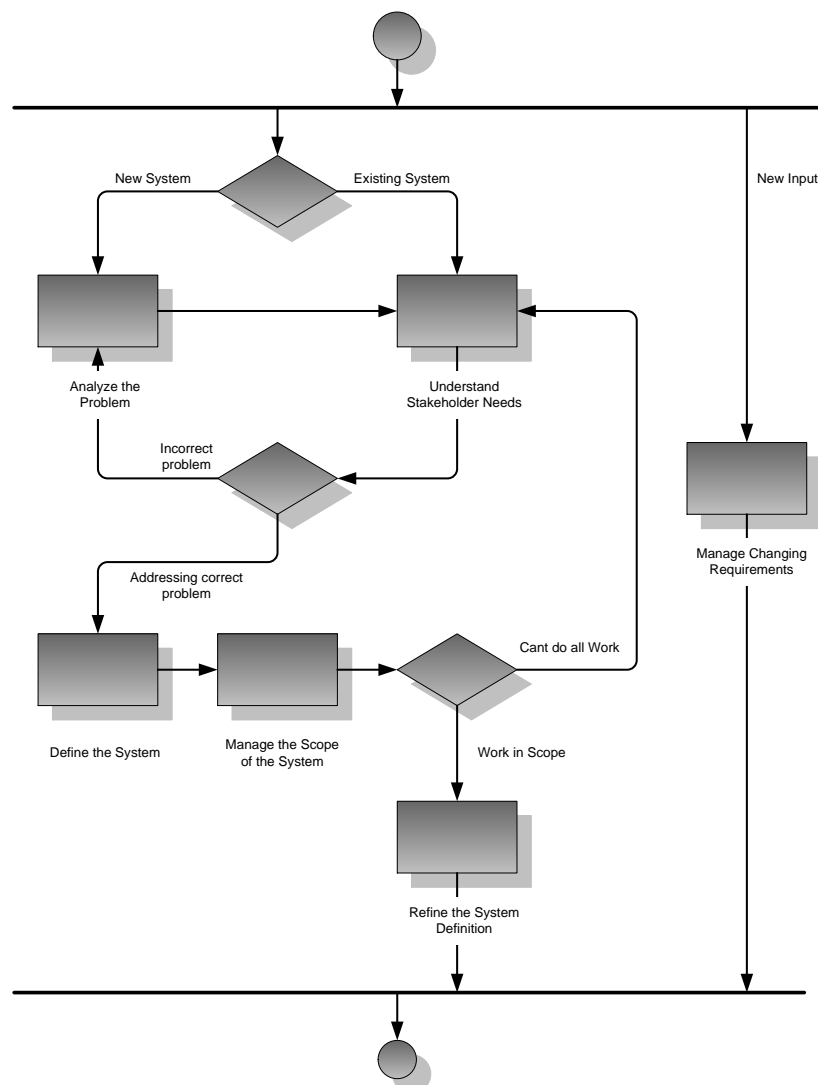 New System
Existing System
New Input
Analyze the
Problem
Understand
Stakeholder Needs
Incorrect
problem
Manage Changing
Requirements
Addressing correct
problem
Cant do all Work
Define the System
Manage the Scope
of the System
Work in Scope
Refine the System
Definition